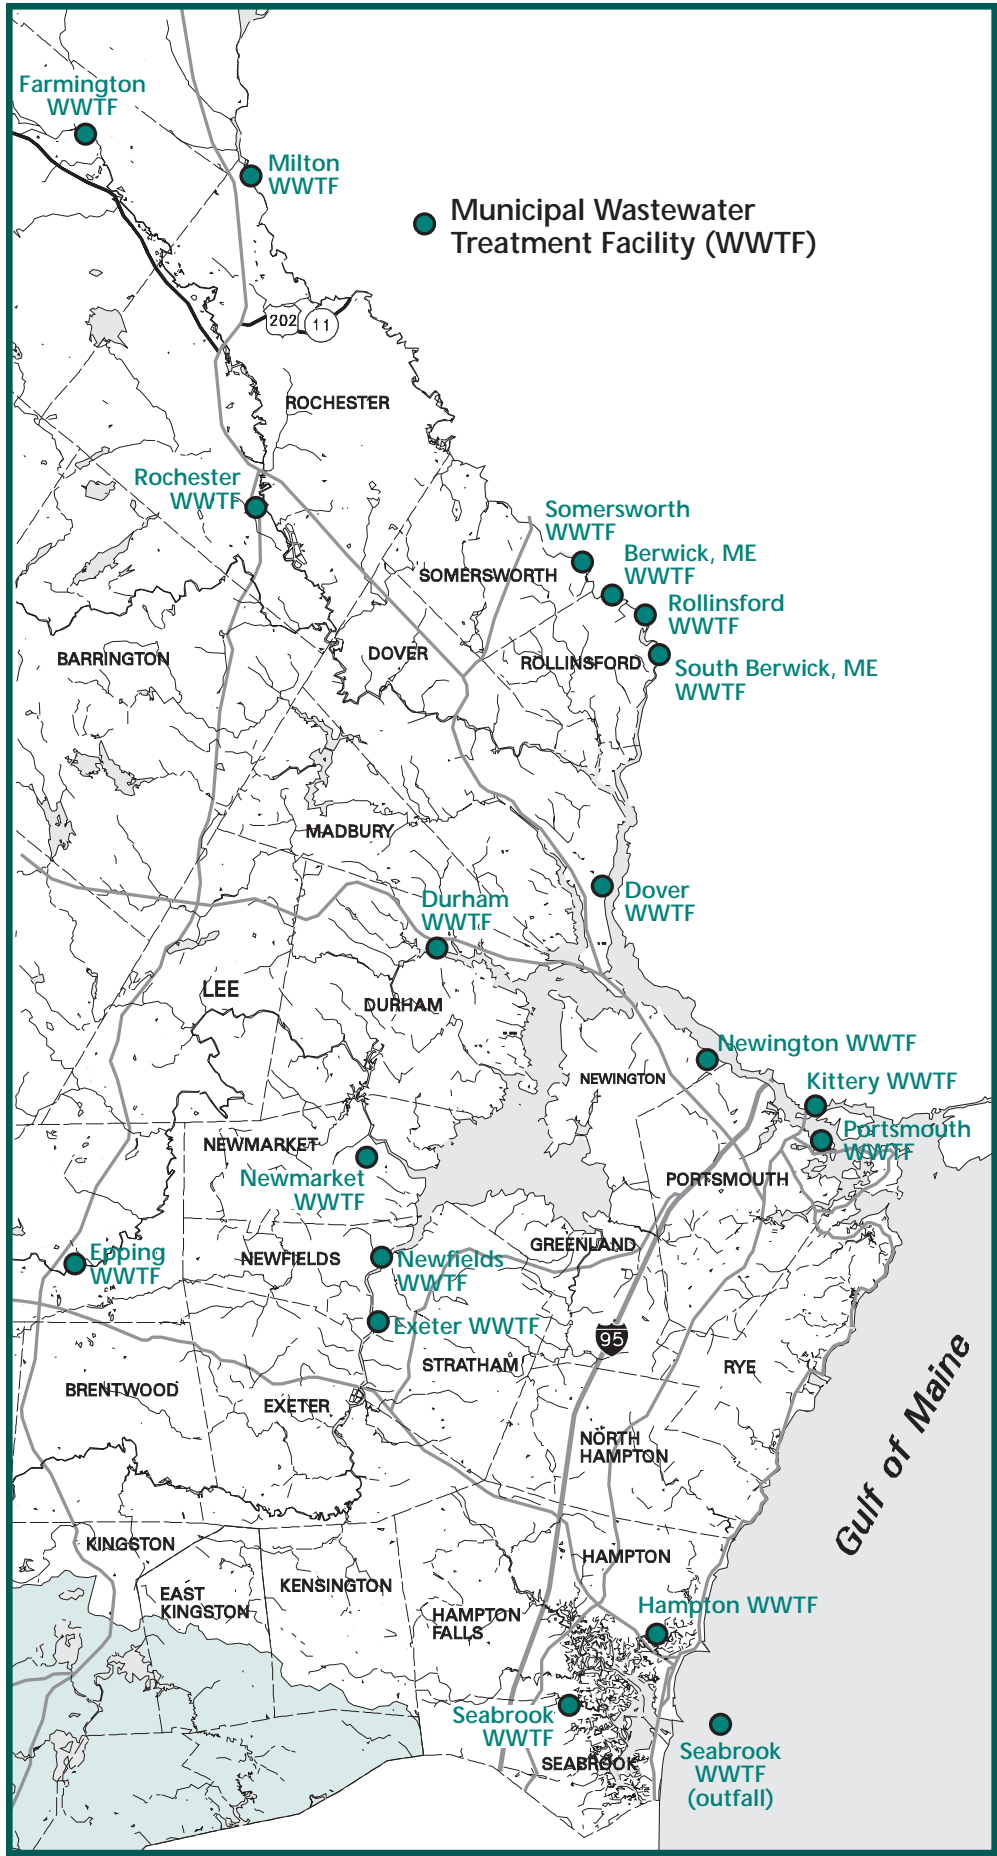 Farmington
WWTF
Milton
WWTF
Municipal Wastewater
Treatment Facility (WWTF)
202
11
ROCHESTER
Rochester
WWTF
Somersworth
WWTF
Berwick, ME
WWTF
SOMERSWORTH
Rollinsford
WWTF
BARRINGTON
DOVER
ROLLINSFORD
South Berwick, ME
WWTF
MADBURY
Durham
WWTF
Dover
WWTF
LEE
DURHAM
Newington WWTF
NEWINGTON
Kittery WWTF
Portsmouth
WWTF
NEWMARKET
Newmarket
WWTF
PORTSMOUTH
Epping
WWTF
NEWFIELDS
Newfields
WWTF
GREENLAND
Exeter WWTF
95
STRATHAM
RYE
BRENTWOOD
EXETER
Gulf of Maine
NORTH
HAMPTON
KINGSTON
HAMPTON
EAST
KINGSTON
KENSINGTON
HAMPTON
FALLS
Hampton WWTF
Seabrook
WWTF
SEABROOK
Seabrook
WWTF
(outfall)